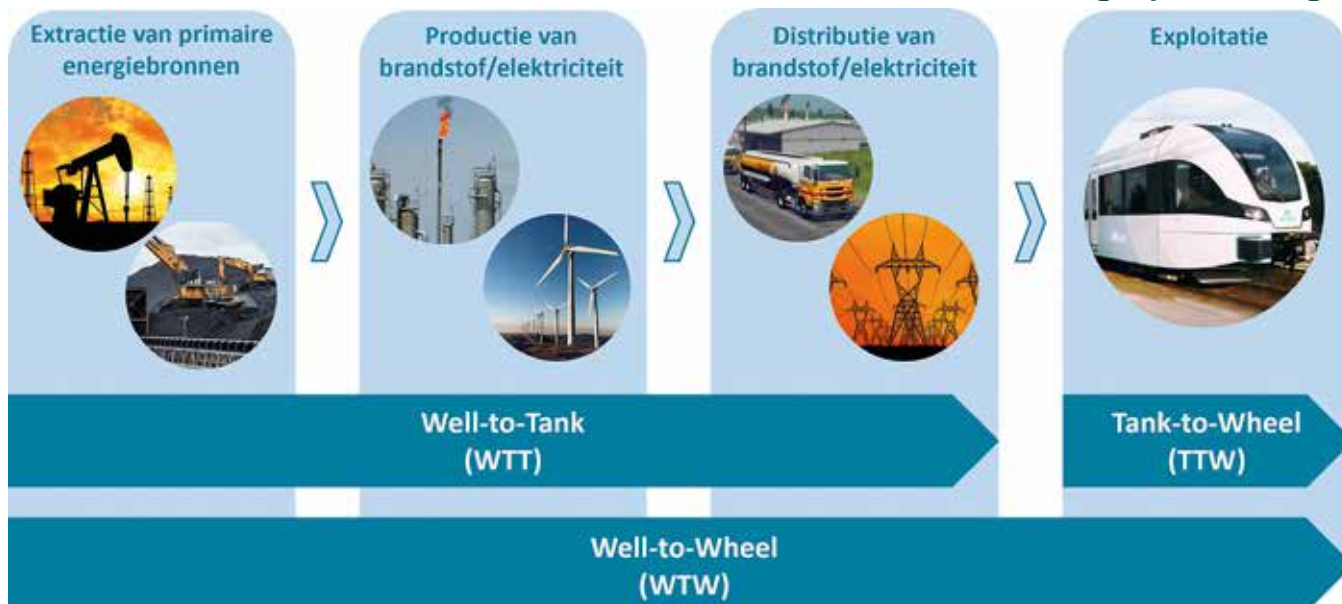 Extractie van primaire
energiebronnen
Productie van
brandstof/elektriciteit
Distributie van
brandstof/elektriciteit
Exploitatie
Well-to-Tank
(WTT)
Tank-to-Wheel
(TTW)
Well-to-Wheel
(WTW)